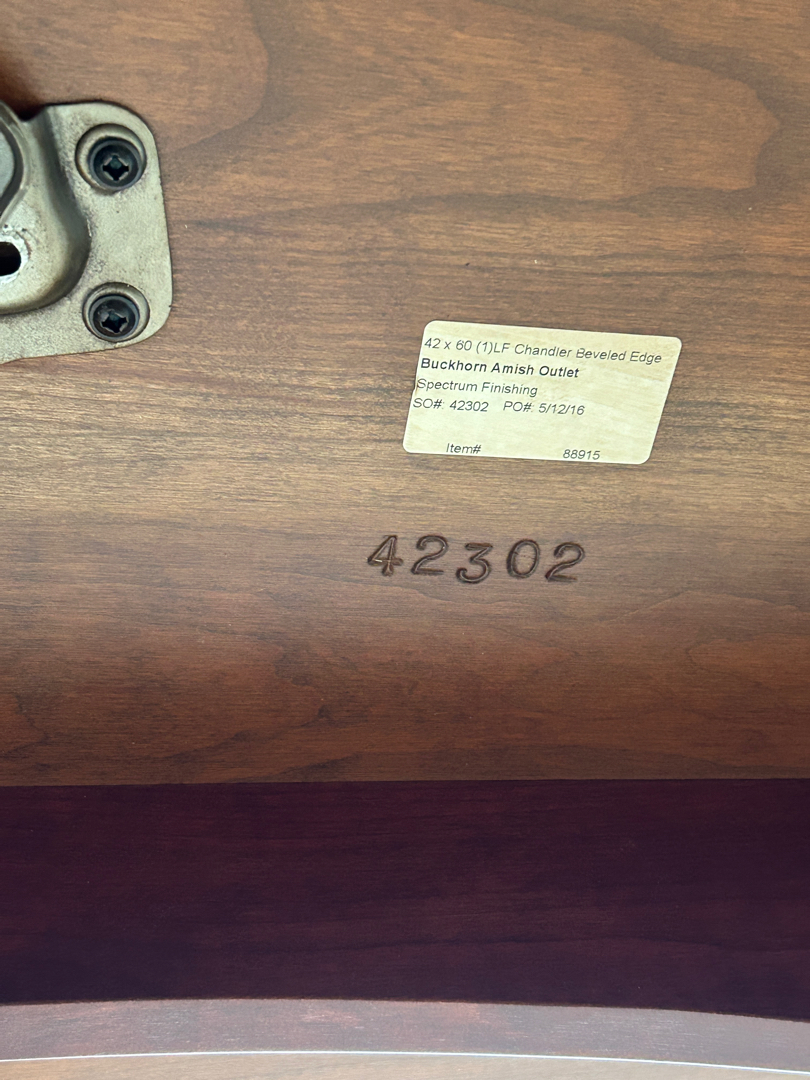 42 x 60 (1)LF Chandler Beveled Edge
Buckhorn Amish Outlet
Spectrum Finishing
SO#: 42302 PO#: 5/12/16
Item# 88915
42302